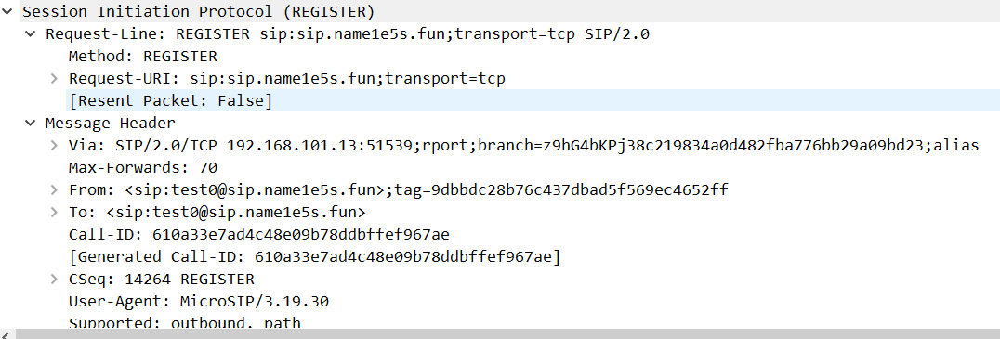 Session Initiation Protocol (REGISTER)
Request-Line: REGISTER sip:sip.name1e5s.fun;transport=tcp SIP/2.0
Method: REGISTER
Request-URI: sip:sip.name1e5s.fun;transport=tcp
[Resent Packet: False]
Message Header
Via: SIP/2.0/TCP 192.168.101.13:51539;rport;branch=z9hG4bKPj38c219834a0d482fba776bb29a09bd23;alias
Max-Forwards: 70
From: <sip:test0@sip.name1e5s.fun>;tag=9dbbdc28b76c437dbad5f569ec4652ff
To: <sip:test0@sip.name1e5s.fun>
Call-ID: 610a33e7ad4c48e09b78ddbffef967ae
[Generated Call-ID: 610a33e7ad4c48e09b78ddbffef967ae]
CSeq: 14264 REGISTER
User-Agent: MicroSIP/3.19.30
Supported: outbound, path